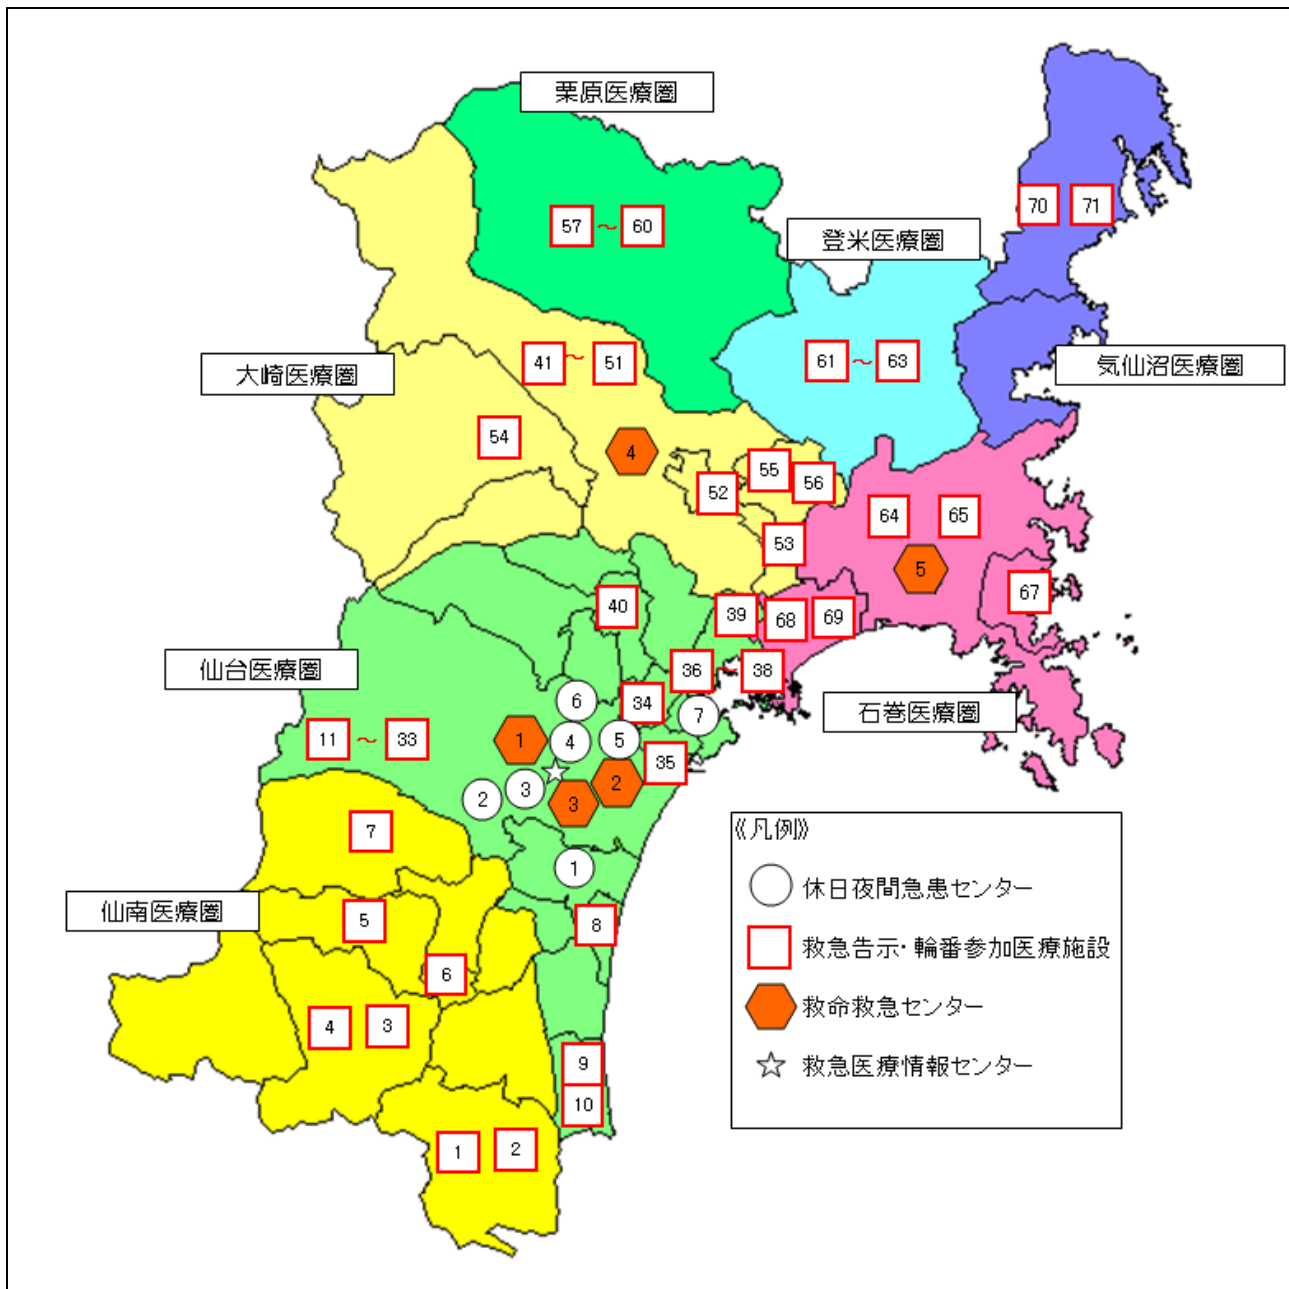 栗原医療圏
70 71
57 ～ 60
登米医療圏
41 ～ 51
61 ～ 63
気仙沼医療圏
大崎医療圏
54
4
55
56
52
64 65
53
5
67
40
39 68 69
仙台医療圏
36 ～ 38
6
34
7
石巻医療圏
11 ～ 33
1
4
5
35
2
3
2
3
《凡例》
7
1
休日夜間急患センター
仙南医療圏
5
8
救急告示・輪番参加医療施設
6
救命救急センター
4 3
9
救急医療情報センター
10
1 2